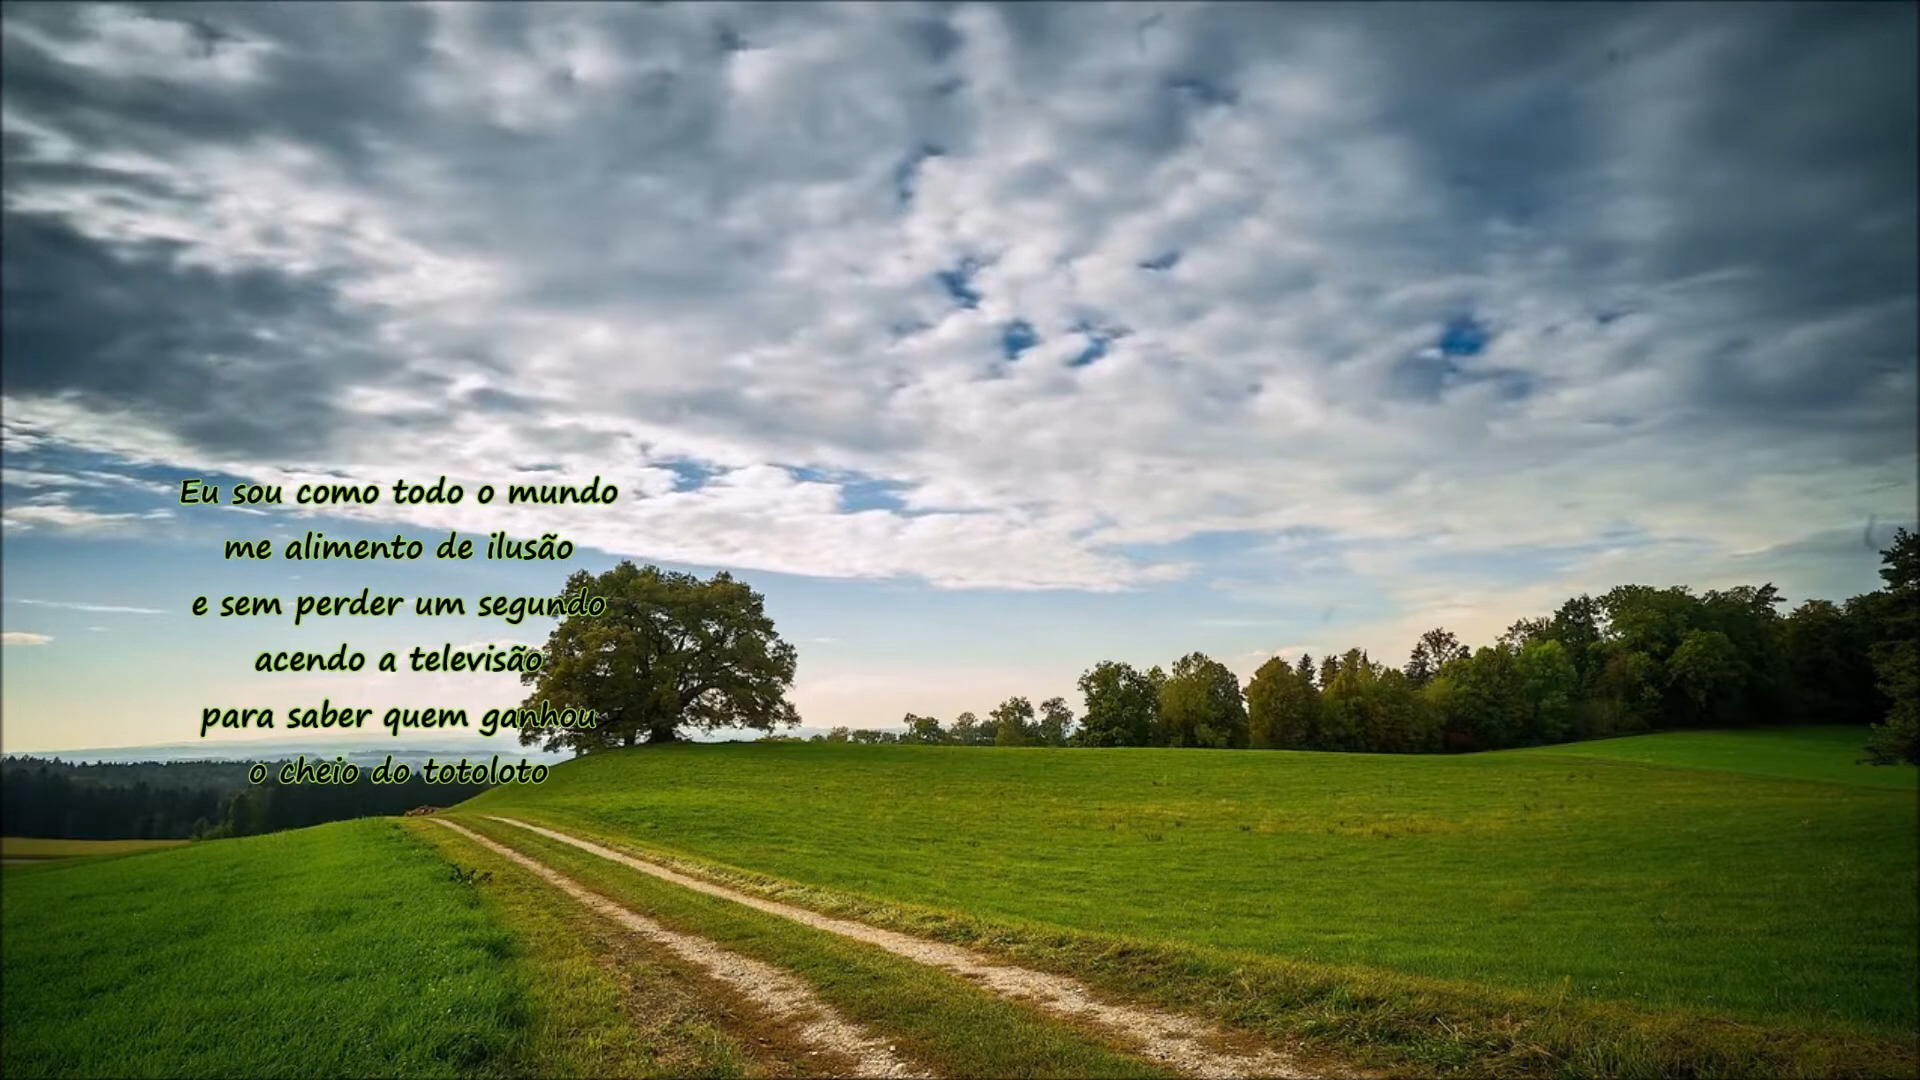 Eu sou como todo o mundo
me alimento de ilusão
e sem perder um segundo
acendo a televisão
para saber quem ganhou
o cheio do totoloto